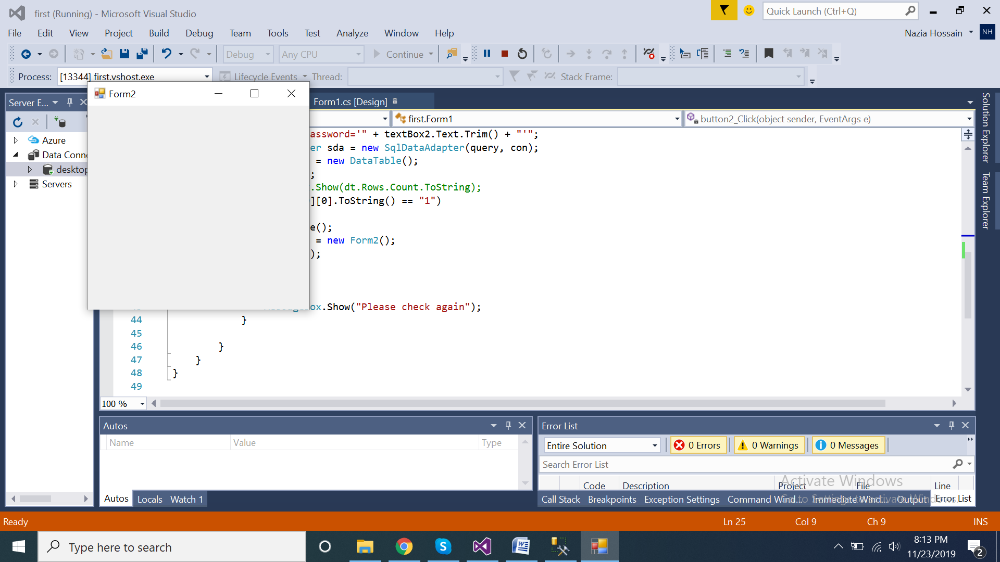 first (Running) - Microsoft Visual Studio
Quick Launch (Ctrl+Q)
File Edit View Project Build Debug Team Tools Test Analyze Window Help
Nazia Hossain NH
Debug Any CPU Continue
Process: [13344] first.vshost.exe Lifecycle Events Thread: Stack Frame:
Form2
Server E...
Form1.cs [Design]
first.Form1
button2_Click(object sender, EventArgs e)
Azure
Data Conn
desktop
Servers
assword='" + textBox2.Text.Trim() + "'";
er sda = new SqlDataAdapter(query, con);
= new DataTable();
;
.Show(dt.Rows.Count.ToString);
][0].ToString() == "1")
e();
= new Form2();
);
ox.Show("Please check again");
44 }
45
46 }
47 }
48 }
49
100 %
Solution Explorer
Team Explorer
Autos
Name Value Type
Autos Locals Watch 1
Error List
Entire Solution 0 Errors 0 Warnings 0 Messages
Search Error List
Code Description Project File Line
Activate Windows
Go to Settings to activate Windows.
Call Stack Breakpoints Exception Settings Command Wind... Immediate Wind... Output Error List
Ready Ln 25 Col 9 Ch 9 INS
Type here to search
8:13 PM
11/23/2019
2